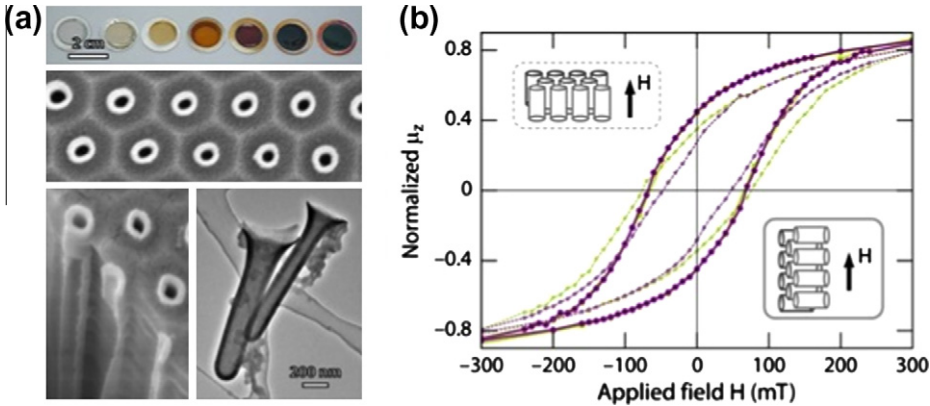 (a)
2 cm
200 nm
(b)
Normalized μz
0.8
0.4
0
−0.4
−0.8
H
H
−300 −200 −100 0 100 200 300
Applied field H (mT)